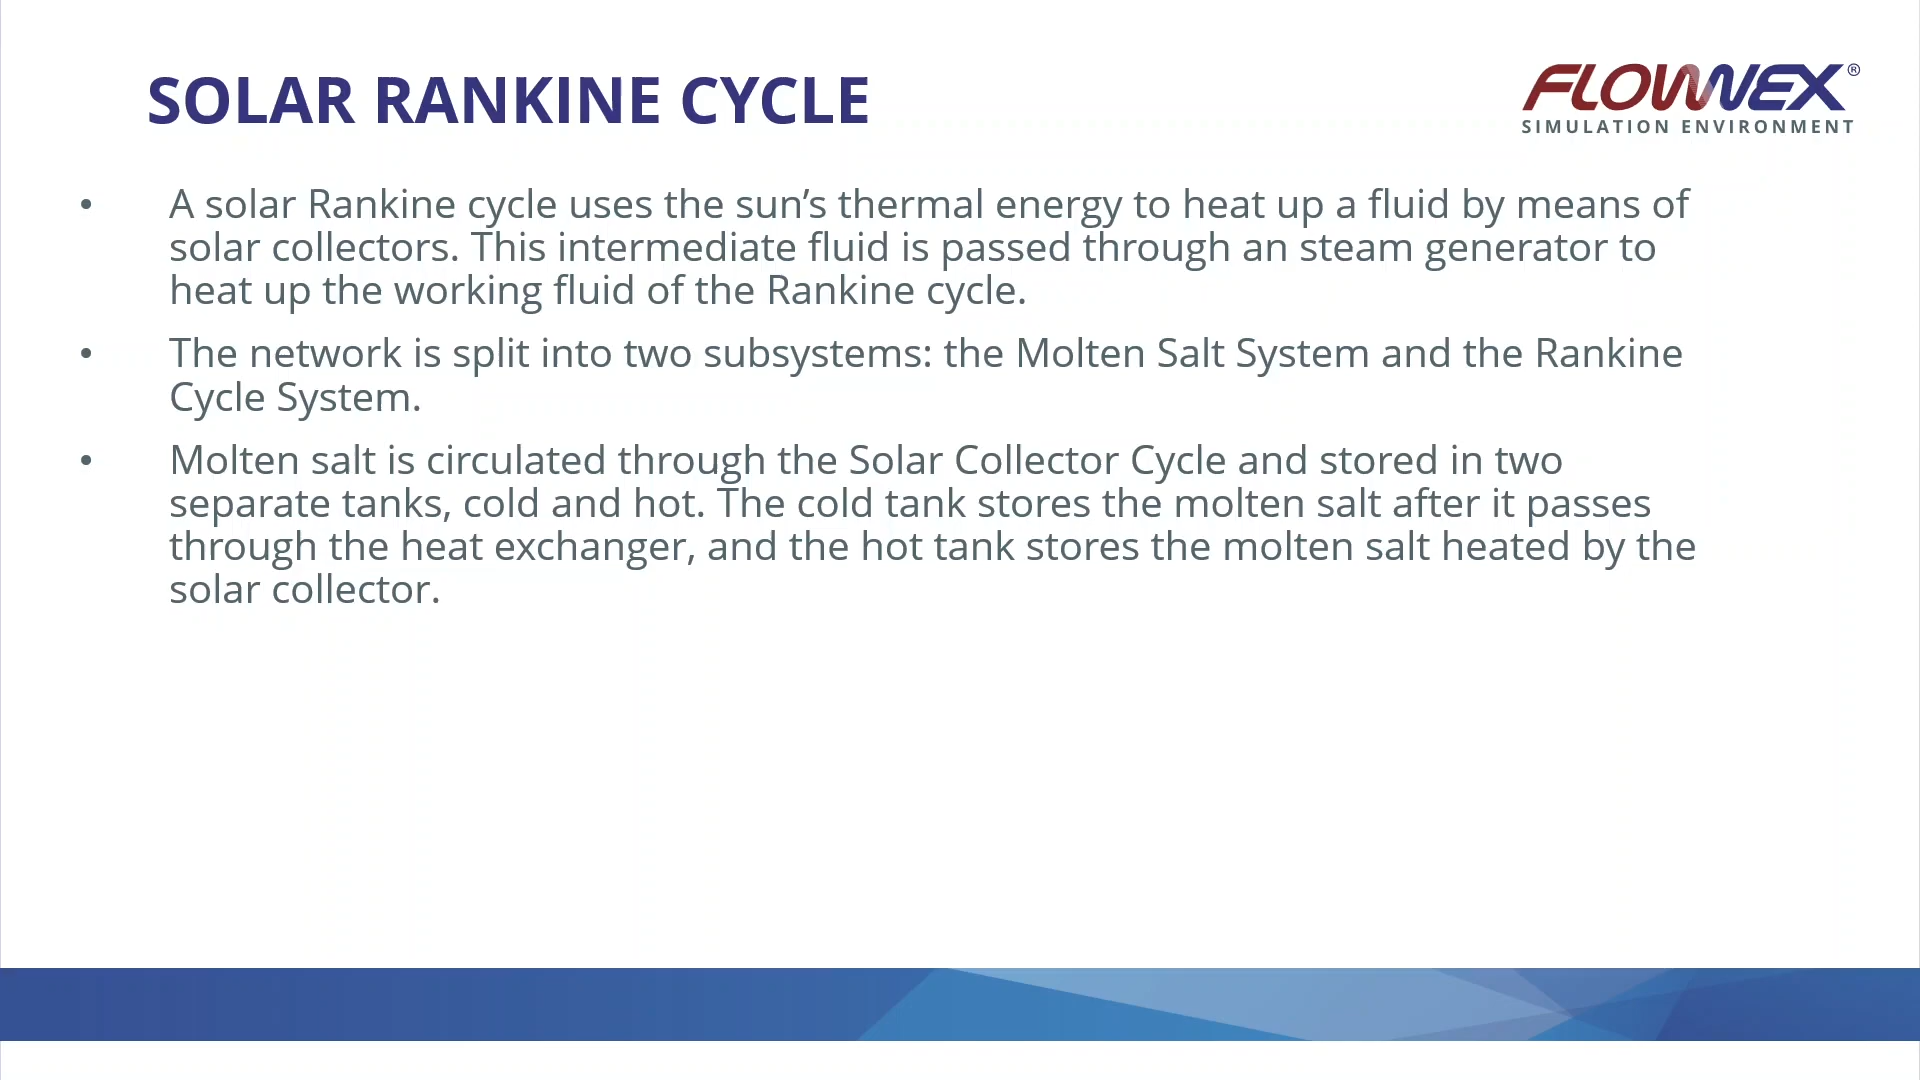 SOLAR RANKINE CYCLE
FLOWNEX®
SIMULATION ENVIRONMENT
• A solar Rankine cycle uses the sun’s thermal energy to heat up a fluid by means of
solar collectors. This intermediate fluid is passed through an steam generator to
heat up the working fluid of the Rankine cycle.
• The network is split into two subsystems: the Molten Salt System and the Rankine
Cycle System.
• Molten salt is circulated through the Solar Collector Cycle and stored in two
separate tanks, cold and hot. The cold tank stores the molten salt after it passes
through the heat exchanger, and the hot tank stores the molten salt heated by the
solar collector.